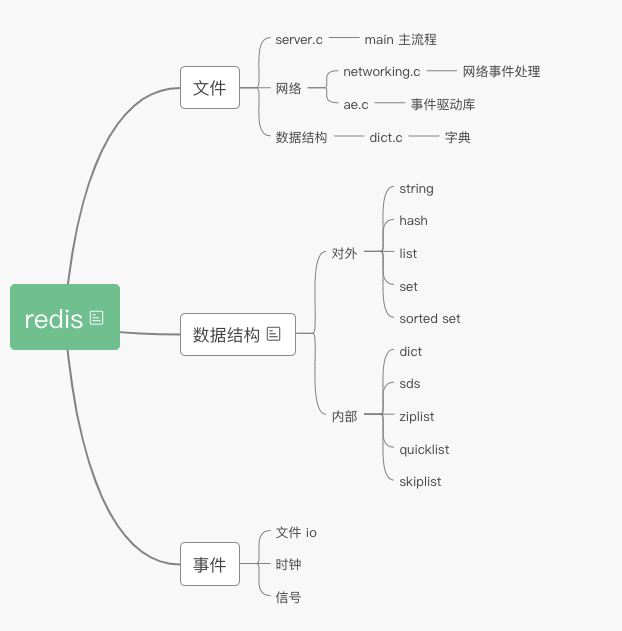 redis
文件
server.c
main 主流程
网络
networking.c
网络事件处理
ae.c
事件驱动库
数据结构
dict.c
字典
数据结构
对外
string
hash
list
set
sorted set
内部
dict
sds
ziplist
quicklist
skiplist
事件
文件 io
时钟
信号